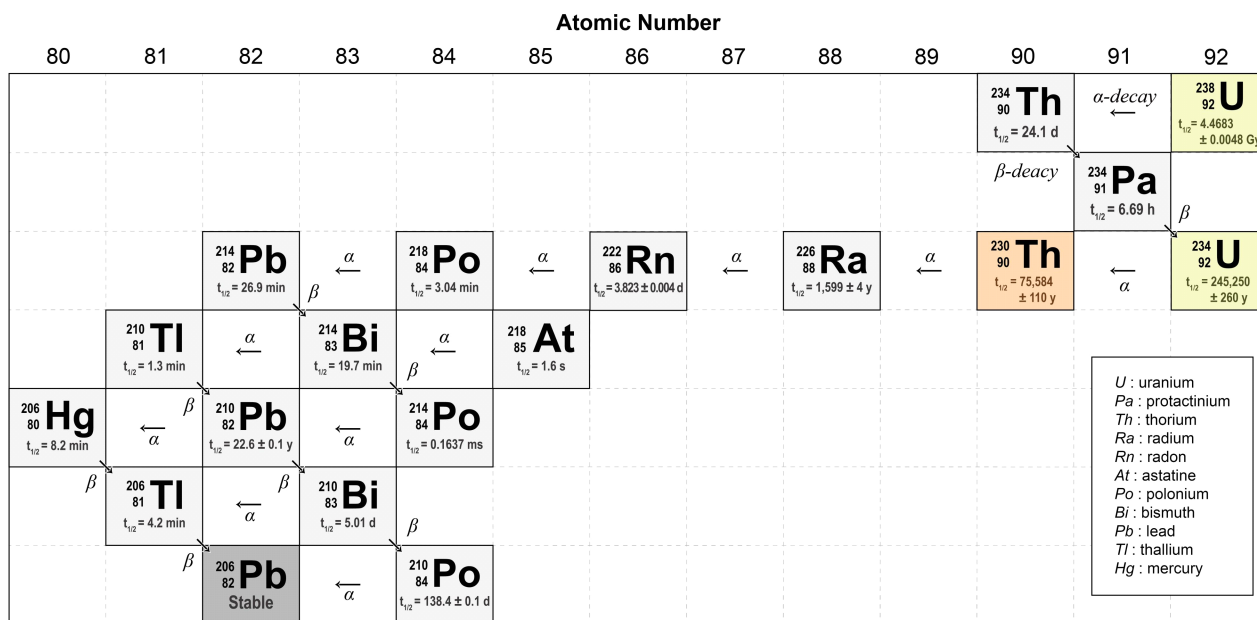 Atomic Number
80 81 82 83 84 85 86 87 88 89 90 91 92
234 90 Th α-decay ← 238 92 U
t1/2 = 24.1 d t1/2 = 4.4683
± 0.0048 Gy
β-deacy 234 91 Pa
t1/2 = 6.69 h β
214 82 Pb α ← 218 84 Po α ← 222 86 Rn α ← 226 88 Ra α ← 230 90 Th ← α 234 92 U
t1/2 = 26.9 min t1/2 = 3.04 min t1/2 = 3.823 ± 0.004 d t1/2 = 1,599 ± 4 y t1/2 = 75,584 t1/2 = 245,250
β ± 110 y ± 260 y
210 81 Tl α ← 214 83 Bi α ← 218 85 At
t1/2 = 1.3 min t1/2 = 19.7 min β t1/2 = 1.6 s
β
206 80 Hg ← α 210 82 Pb ← α 214 84 Po
t1/2 = 8.2 min t1/2 = 22.6 ± 0.1 y t1/2 = 0.1637 ms
β β
206 81 Tl ← α 210 83 Bi
t1/2 = 4.2 min t1/2 = 5.01 d β
β
206 82 Pb ← α 210 84 Po
Stable t1/2 = 138.4 ± 0.1 d
U : uranium
Pa : protactinium
Th : thorium
Ra : radium
Rn : radon
At : astatine
Po : polonium
Bi : bismuth
Pb : lead
Tl : thallium
Hg : mercury